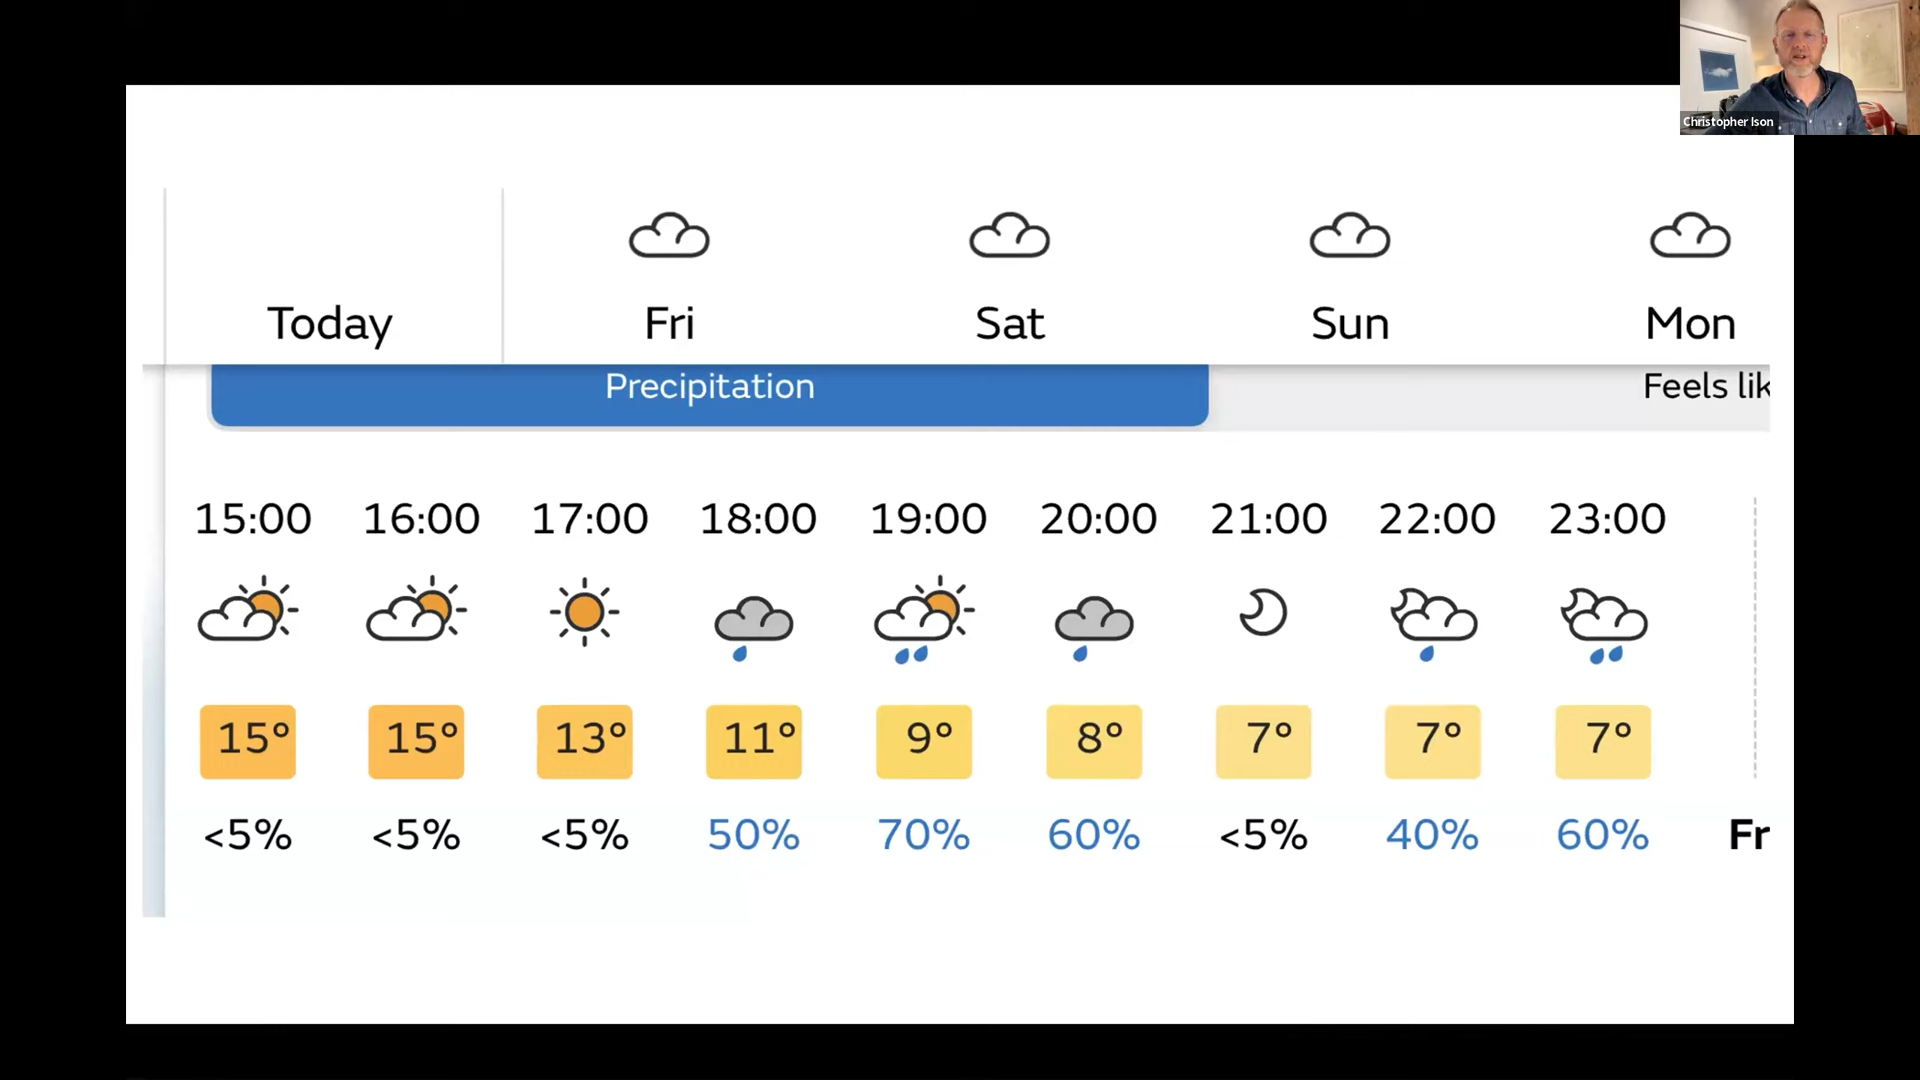 Christopher Ison
Today Fri Sat Sun Mon
Precipitation Feels lik
15:00 16:00 17:00 18:00 19:00 20:00 21:00 22:00 23:00
15° 15° 13° 11° 9° 8° 7° 7° 7°
<5% <5% <5% 50% 70% 60% <5% 40% 60% Fr